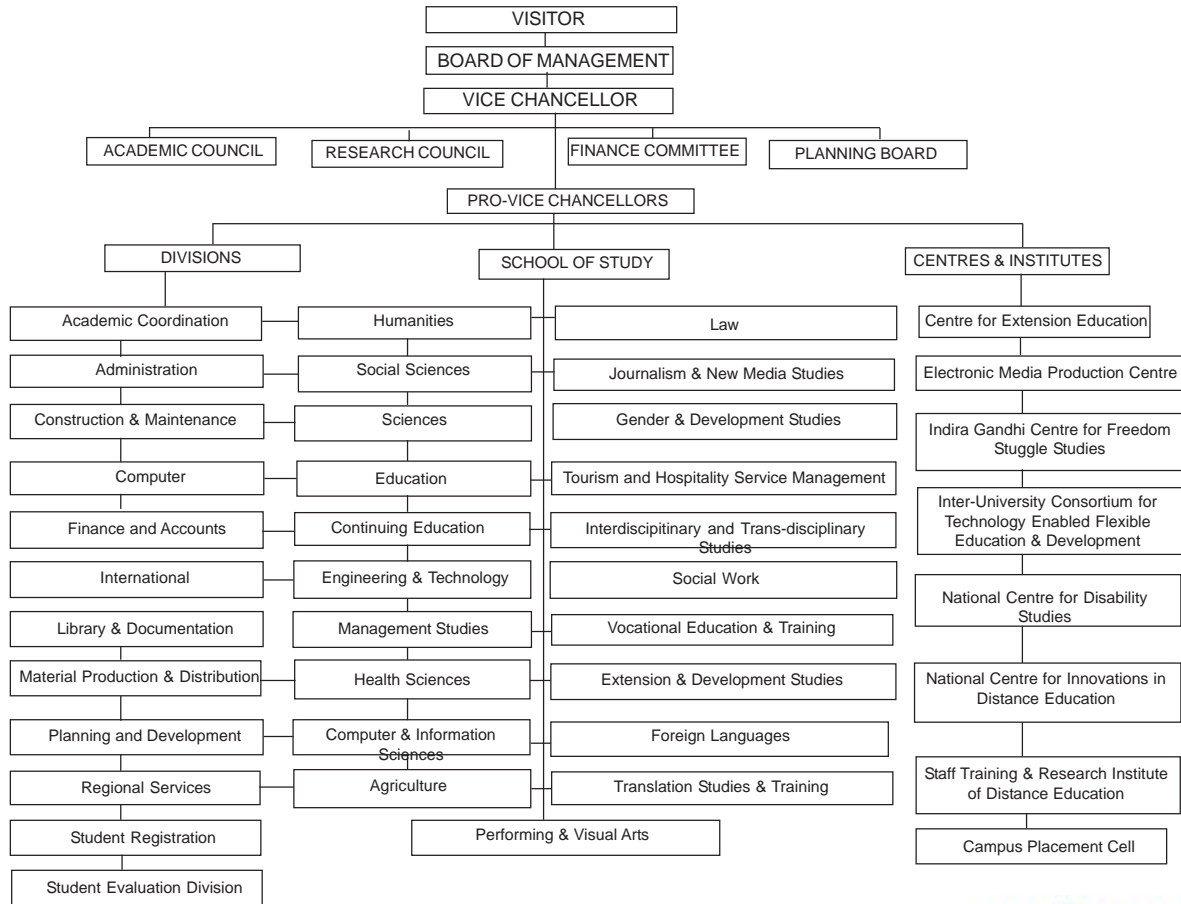 VISITOR
BOARD OF MANAGEMENT
VICE CHANCELLOR
ACADEMIC COUNCIL
RESEARCH COUNCIL
FINANCE COMMITTEE
PLANNING BOARD
PRO-VICE CHANCELLORS
DIVISIONS
SCHOOL OF STUDY
CENTRES & INSTITUTES
Academic Coordination
Administration
Construction & Maintenance
Computer
Finance and Accounts
International
Library & Documentation
Material Production & Distribution
Planning and Development
Regional Services
Student Registration
Student Evaluation Division
Humanities
Social Sciences
Sciences
Education
Continuing Education
Engineering & Technology
Management Studies
Health Sciences
Computer & Information
Sciences
Agriculture
Law
Journalism & New Media Studies
Gender & Development Studies
Tourism and Hospitality Service Management
Interdiscipitinary and Trans-disciplinary
Studies
Social Work
Vocational Education & Training
Extension & Development Studies
Foreign Languages
Translation Studies & Training
Performing & Visual Arts
Centre for Extension Education
Electronic Media Production Centre
Indira Gandhi Centre for Freedom
Stuggle Studies
Inter-University Consortium for
Technology Enabled Flexible
Education & Development
National Centre for Disability
Studies
National Centre for Innovations in
Distance Education
Staff Training & Research Institute
of Distance Education
Campus Placement Cell